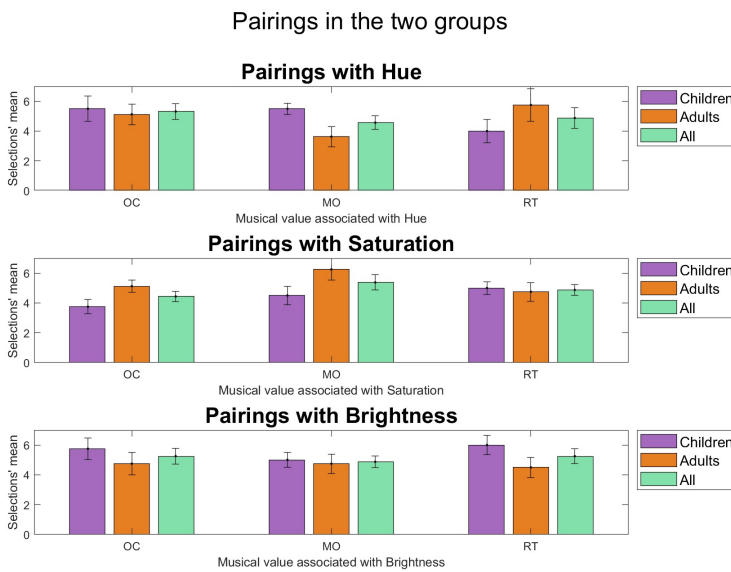 Pairings in the two groups
Pairings with Hue
Selections' mean
6
4
2
0
OC MO RT
Musical value associated with Hue
Children
Adults
All
Pairings with Saturation
Selections' mean
6
4
2
0
OC MO RT
Musical value associated with Saturation
Children
Adults
All
Pairings with Brightness
Selections' mean
6
4
2
0
OC MO RT
Musical value associated with Brightness
Children
Adults
All